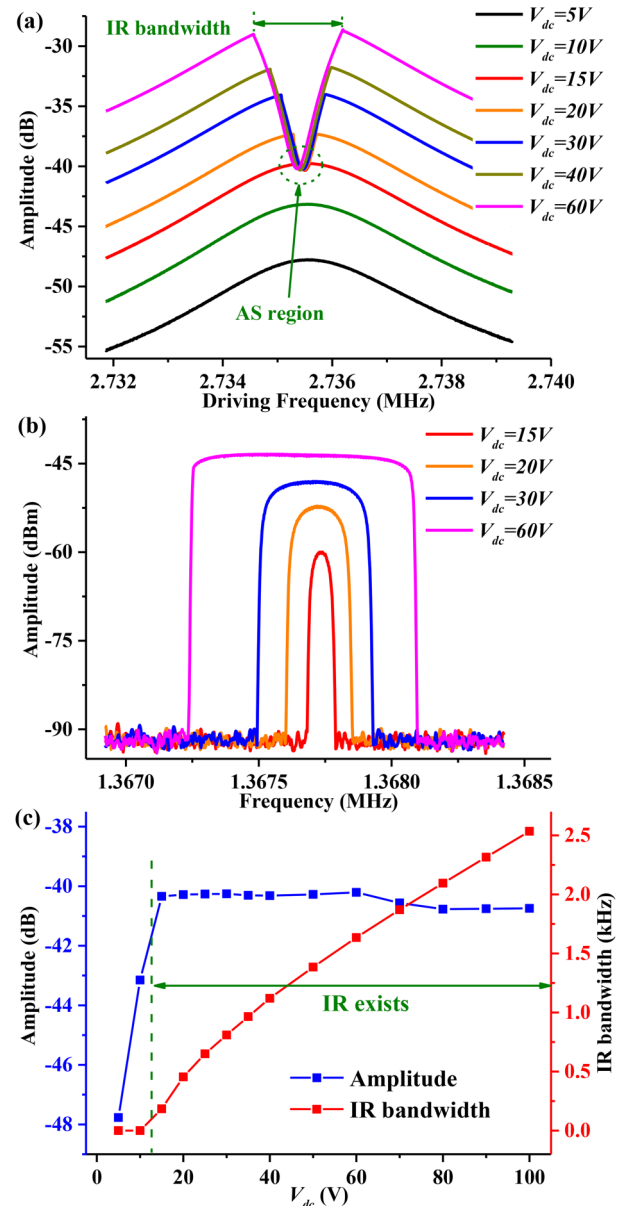 (a)
IR bandwidth
V_dc=5V
V_dc=10V
V_dc=15V
V_dc=20V
V_dc=30V
V_dc=40V
V_dc=60V
AS region
Amplitude (dB)
-30
-35
-40
-45
-50
-55
2.732 2.734 2.736 2.738 2.740
Driving Frequency (MHz)
(b)
V_dc=15V
V_dc=20V
V_dc=30V
V_dc=60V
Amplitude (dBm)
-45
-60
-75
-90
1.3670 1.3675 1.3680 1.3685
Frequency (MHz)
(c)
Amplitude (dB)
-38
-40
-42
-44
-46
-48
IR exists
Amplitude
IR bandwidth
2.5
2.0
1.5
1.0
0.5
0.0
IR bandwidth (kHz)
0 20 40 60 80 100
V_dc (V)